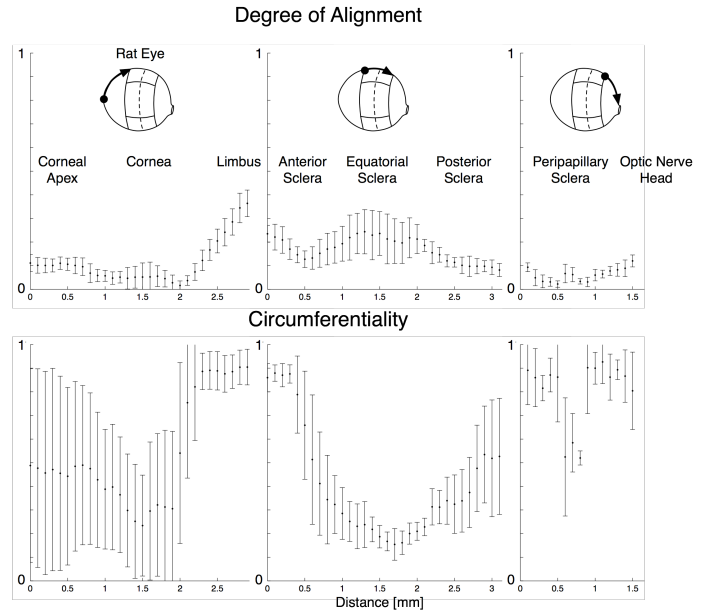 Degree of Alignment
1
1
1
Rat Eye
Corneal Apex
Cornea
Limbus
Anterior Sclera
Equatorial Sclera
Posterior Sclera
Peripapillary Sclera
Optic Nerve Head
0
0
0
0 0.5 1 1.5 2 2.5
0 0.5 1 1.5 2 2.5 3
0 0.5 1 1.5
Circumferentiality
1
1
1
0
0
0
0 0.5 1 1.5 2 2.5
0 0.5 1 1.5 2 2.5 3
0 0.5 1 1.5
Distance [mm]